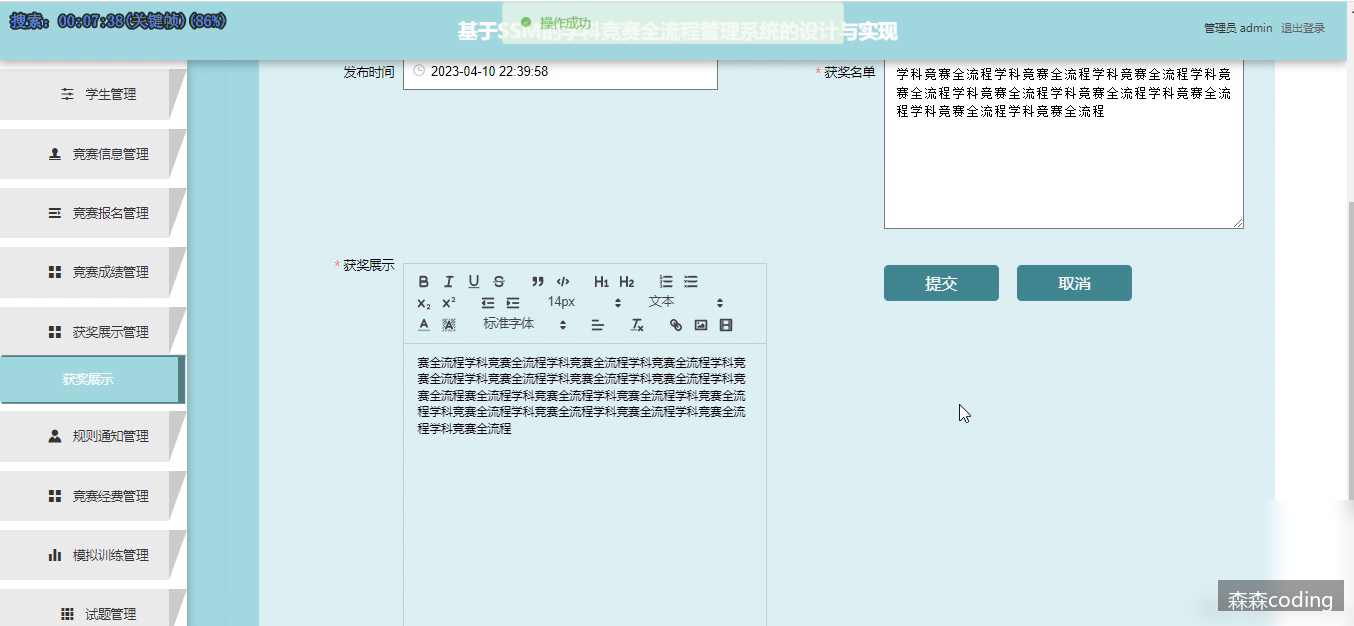 搜索: 00:07:38(关键帧)(86%)
操作成功
基于SSM的学科竞赛全流程管理系统的设计与实现
管理员 admin 退出登录
学生管理
竞赛信息管理
竞赛报名管理
竞赛成绩管理
获奖展示管理
获奖展示
规则通知管理
竞赛经费管理
模拟训练管理
试题管理
发布时间
2023-04-10 22:39:58
* 获奖名单
学科竞赛全流程学科竞赛全流程学科竞赛全流程学科竞
赛全流程学科竞赛全流程学科竞赛全流程学科竞赛全流
程学科竞赛全流程学科竞赛全流程
* 获奖展示
B I U S ” </> H1 H2
X₂ X² 14px 文本
A A 标准字体 Tx
赛全流程学科竞赛全流程学科竞赛全流程学科竞赛全流程学科竞
赛全流程学科竞赛全流程学科竞赛全流程学科竞赛全流程学科竞
赛全流程赛全流程学科竞赛全流程学科竞赛全流程学科竞赛全流
程学科竞赛全流程学科竞赛全流程学科竞赛全流程学科竞赛全流
程学科竞赛全流程
提交
取消
森森coding